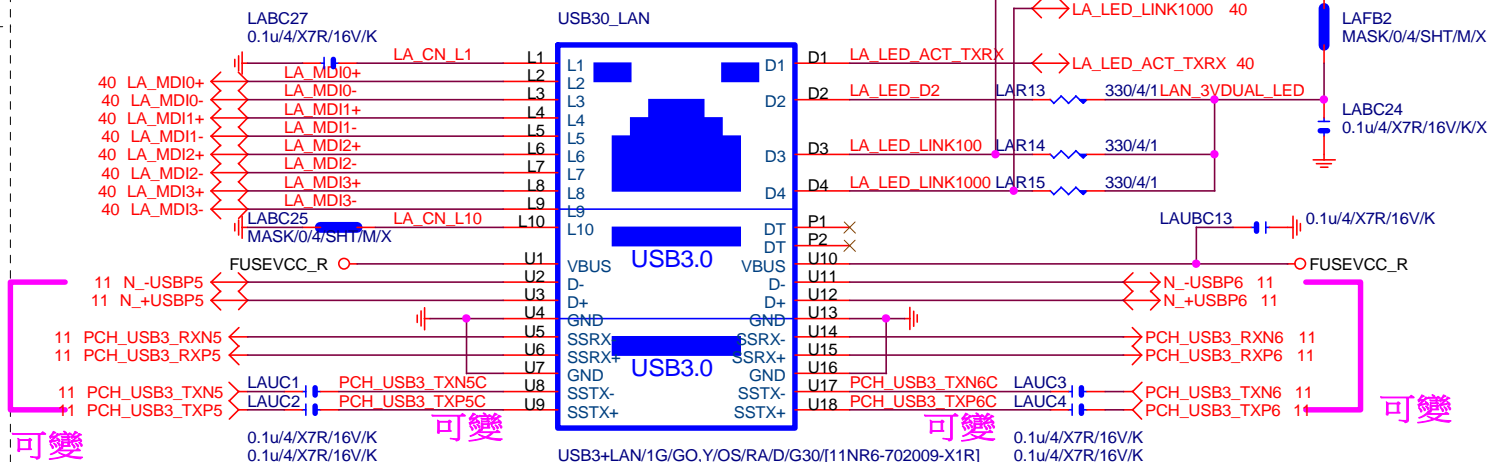 LABC27
0.1u/4/X7R/16V/K
USB30_LAN
LA_LED_LINK1000 40
LAFB2
MASK/0/4/SHT/M/X
LA_CN_L1 L1 L1 D1 D1 LA_LED_ACT_TXRX LA_LED_ACT_TXRX 40
40 LA_MDI0+ LA_MDI0+ L2 L2
40 LA_MDI0- LA_MDI0- L3 L3 D2 D2 LA_LED_D2 LAR13 330/4/1 LAN_3VDUAL_LED
LABC24
0.1u/4/X7R/16V/K/X
40 LA_MDI1+ LA_MDI1+ L4 L4
40 LA_MDI1- LA_MDI1- L5 L5
40 LA_MDI2+ LA_MDI2+ L6 L6 D3 D3 LA_LED_LINK100 LAR14 330/4/1
40 LA_MDI2- LA_MDI2- L7 L7
40 LA_MDI3+ LA_MDI3+ L8 L8 D4 D4 LA_LED_LINK1000 LAR15 330/4/1
40 LA_MDI3- LA_MDI3- L9 L9
LABC25 LA_CN_L10 L10 L10 DT P1
MASK/0/4/SHT/M/X
DT P2
LAUBC13 0.1u/4/X7R/16V/K
FUSEVCC_R U1 VBUS USB3.0 VBUS U10 FUSEVCC_R
11 N_-USBP5 U2 D- D- U11 N_-USBP6 11
11 N_+USBP5 U3 D+ D+ U12 N_+USBP6 11
U4 GND GND U13
11 PCH_USB3_RXN5 U5 SSRX- SSRX- U14 PCH_USB3_RXN6 11
11 PCH_USB3_RXP5 U6 SSRX+ SSRX+ U15 PCH_USB3_RXP6 11
U7 GND USB3.0 GND U16
11 PCH_USB3_TXN5 LAUC1 PCH_USB3_TXN5C U8 SSTX- SSTX- U17 PCH_USB3_TXN6C LAUC3 PCH_USB3_TXN6 11
11 PCH_USB3_TXP5 LAUC2 PCH_USB3_TXP5C U9 SSTX+ SSTX+ U18 PCH_USB3_TXP6C LAUC4 PCH_USB3_TXP6 11
可變 可變 可變 可變
0.1u/4/X7R/16V/K 0.1u/4/X7R/16V/K
0.1u/4/X7R/16V/K USB3+LAN/1G/GO,Y/OS/RA/D/G30/[11NR6-702009-X1R] 0.1u/4/X7R/16V/K